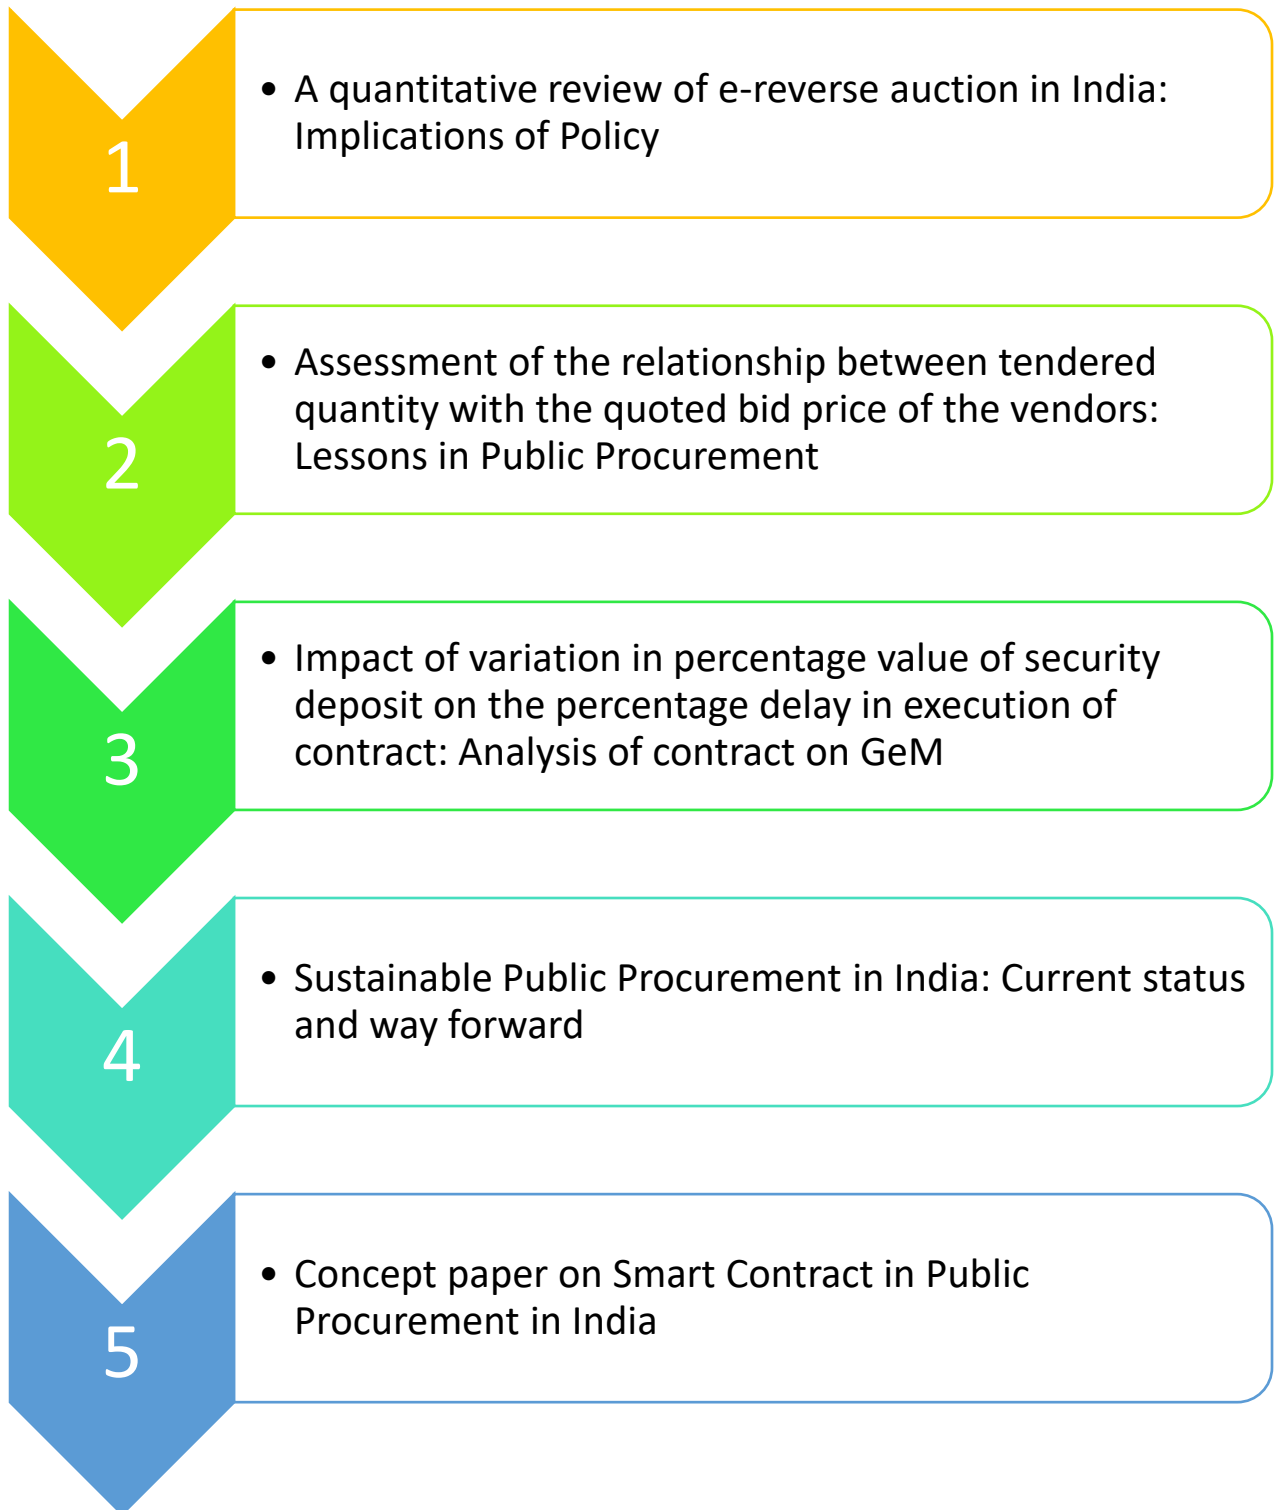 1
• A quantitative review of e-reverse auction in India:
Implications of Policy
2
• Assessment of the relationship between tendered
quantity with the quoted bid price of the vendors:
Lessons in Public Procurement
3
• Impact of variation in percentage value of security
deposit on the percentage delay in execution of
contract: Analysis of contract on GeM
4
• Sustainable Public Procurement in India: Current status
and way forward
5
• Concept paper on Smart Contract in Public
Procurement in India